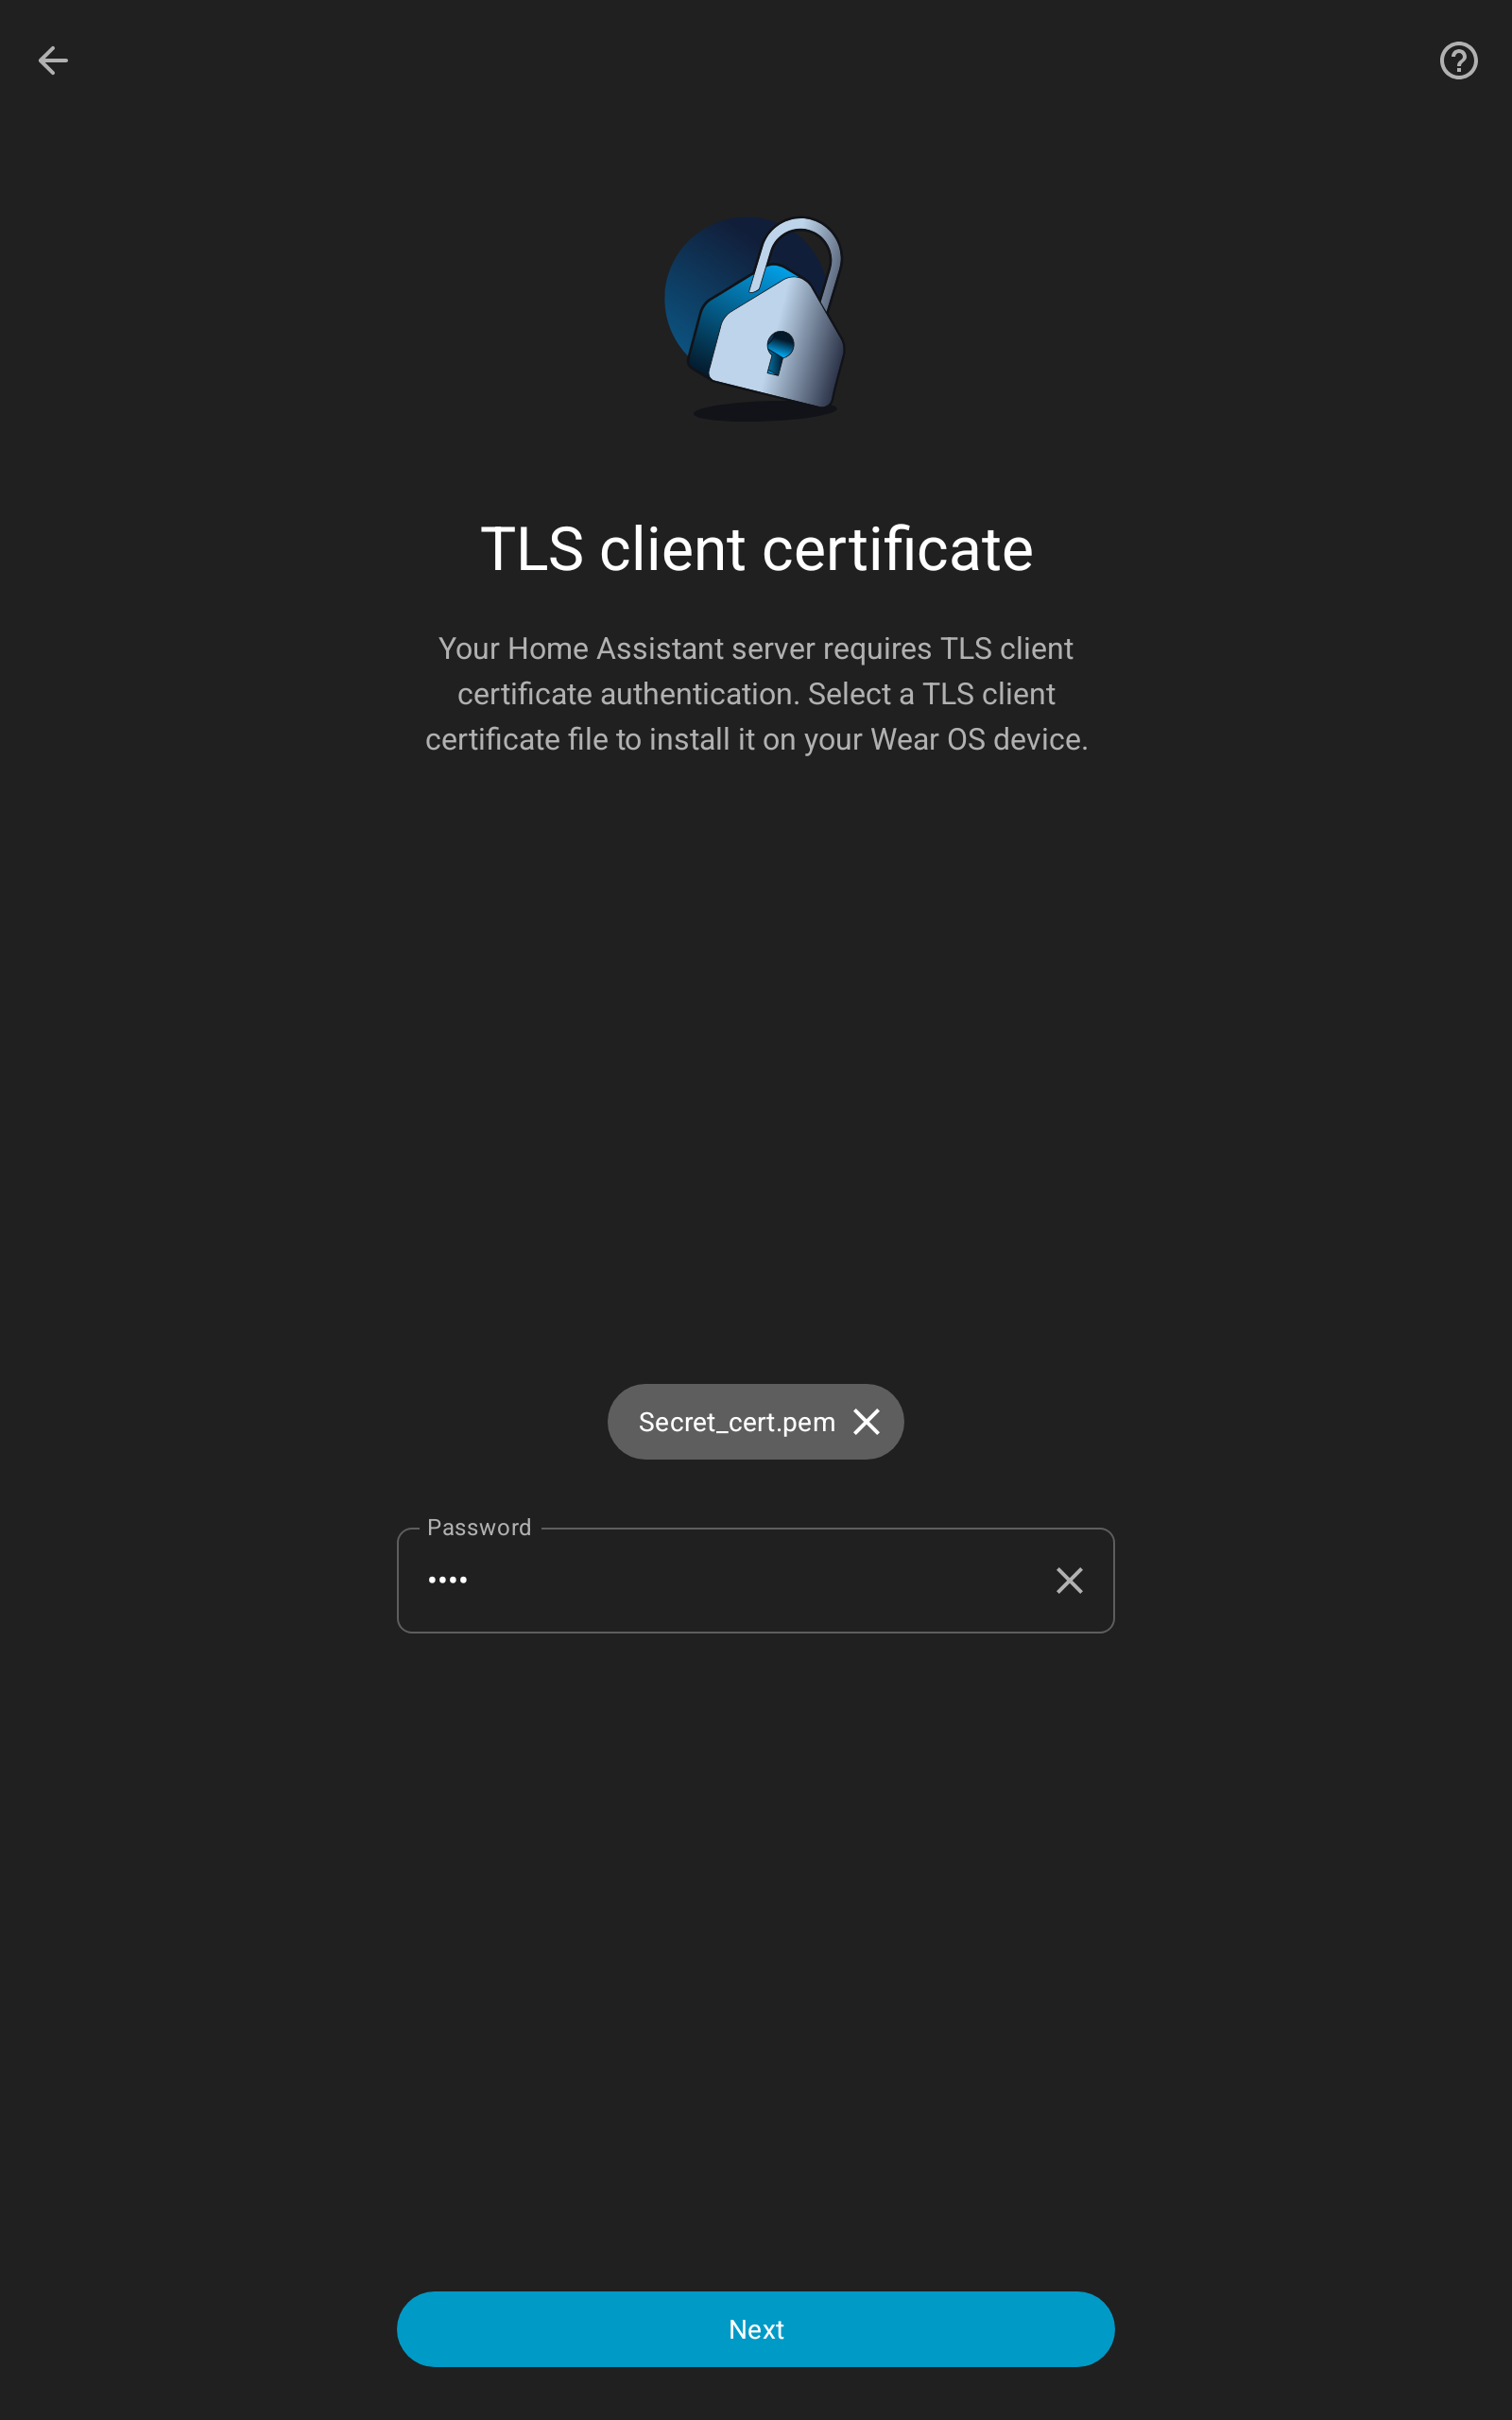 TLS client certificate
Your Home Assistant server requires TLS client
certificate authentication. Select a TLS client
certificate file to install it on your Wear OS device.
Secret_cert.pem
Password
••••
Next